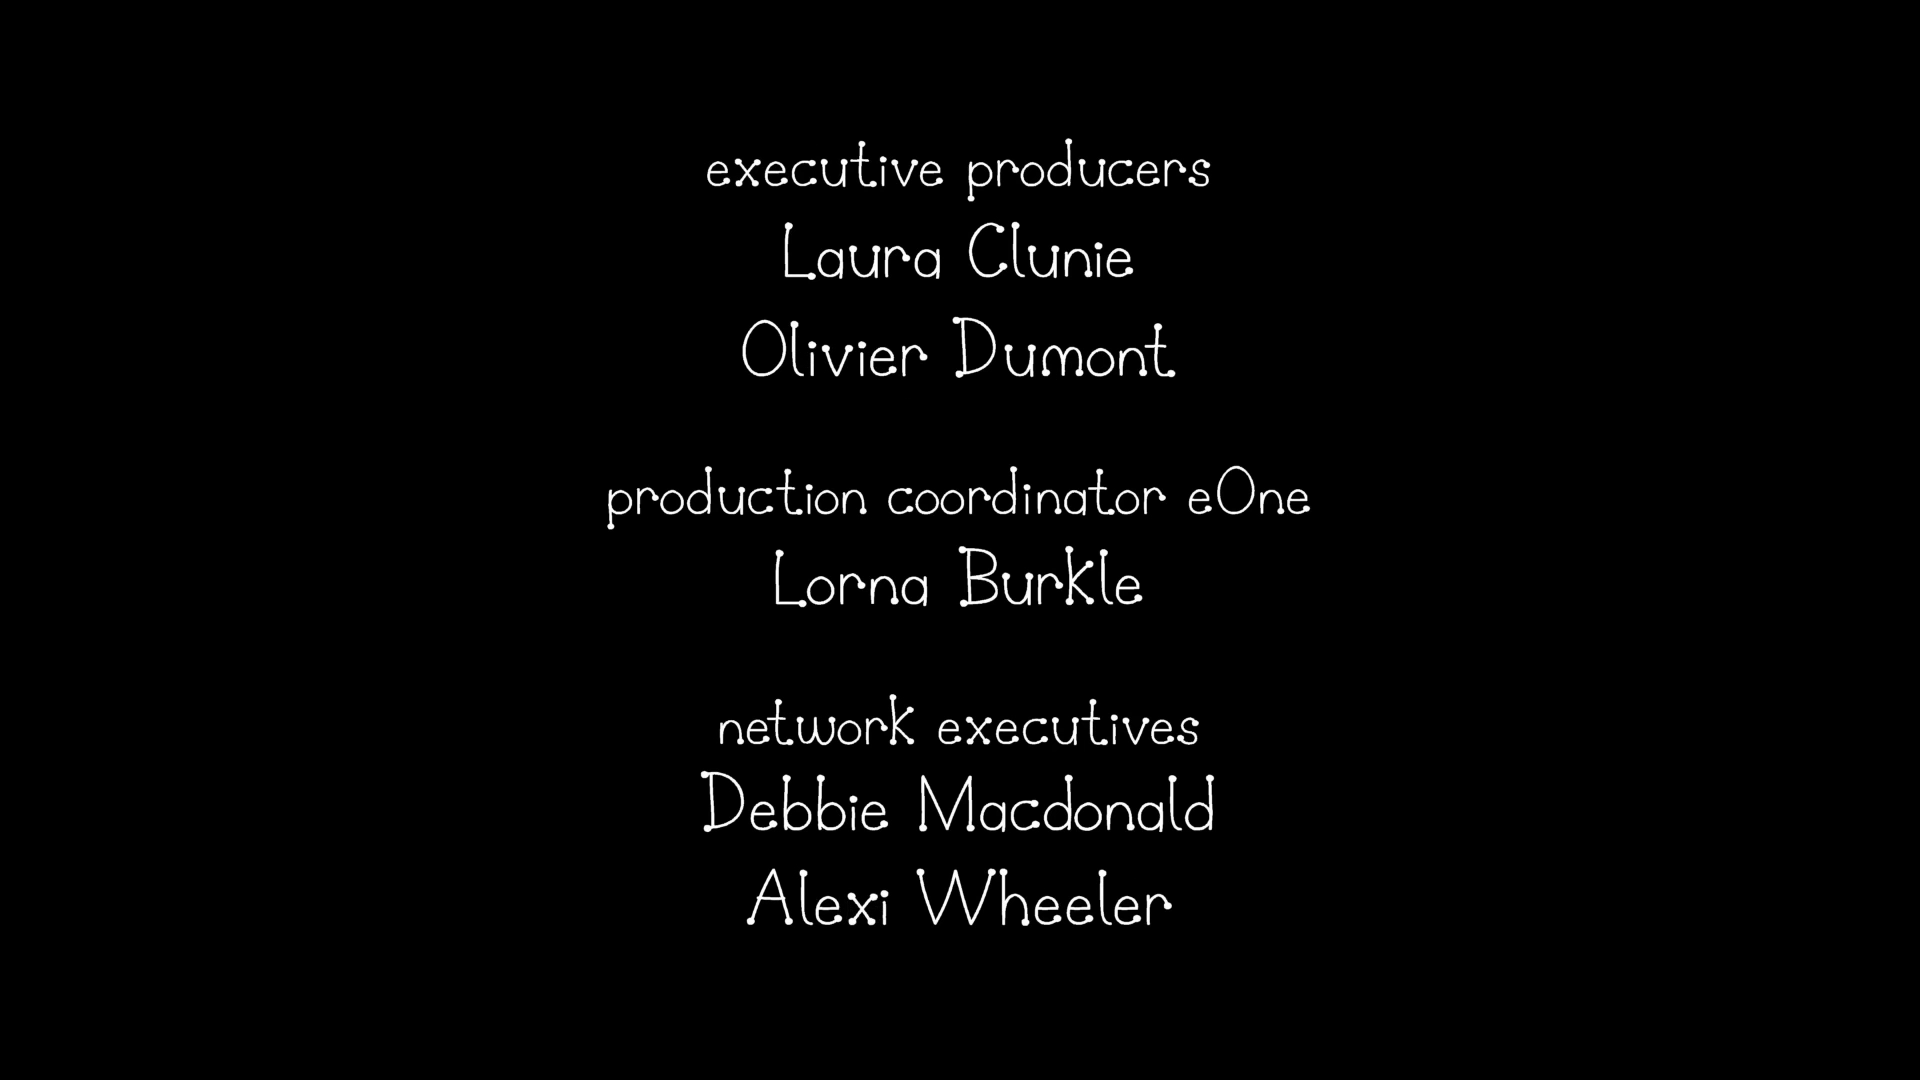 executive producers
Laura Clunie
Olivier Dumont
production coordinator eOne
Lorna Burkle
network executives
Debbie Macdonald
Alexi Wheeler